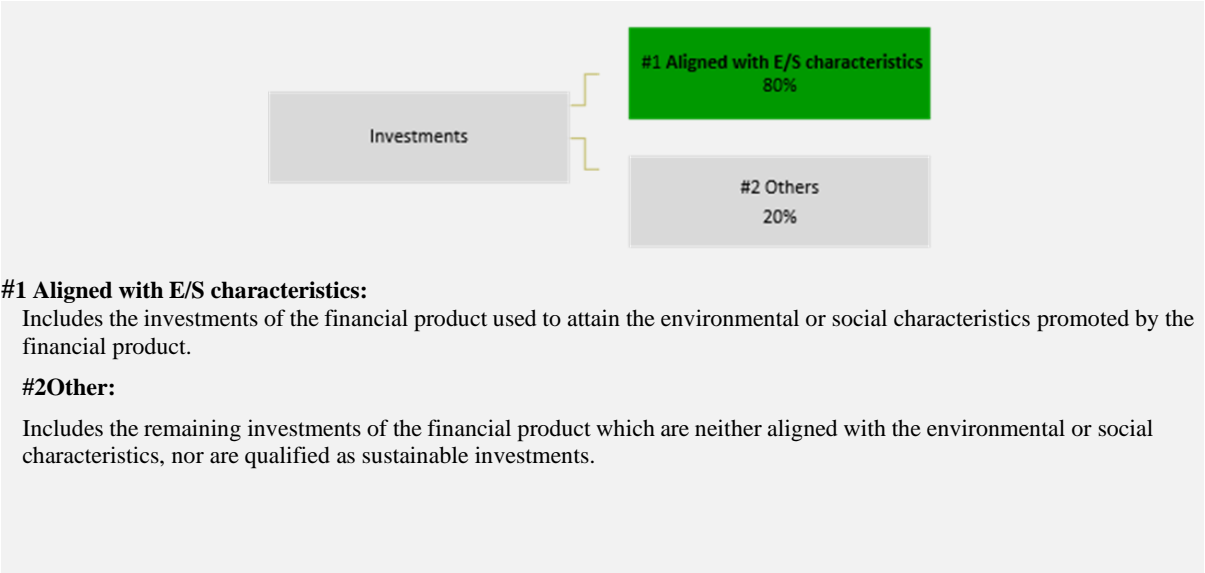 #1 Aligned with E/S characteristics
80%
Investments
#2 Others
20%
#1 Aligned with E/S characteristics:
Includes the investments of the financial product used to attain the environmental or social characteristics promoted by the
financial product.
#2Other:
Includes the remaining investments of the financial product which are neither aligned with the environmental or social
characteristics, nor are qualified as sustainable investments.